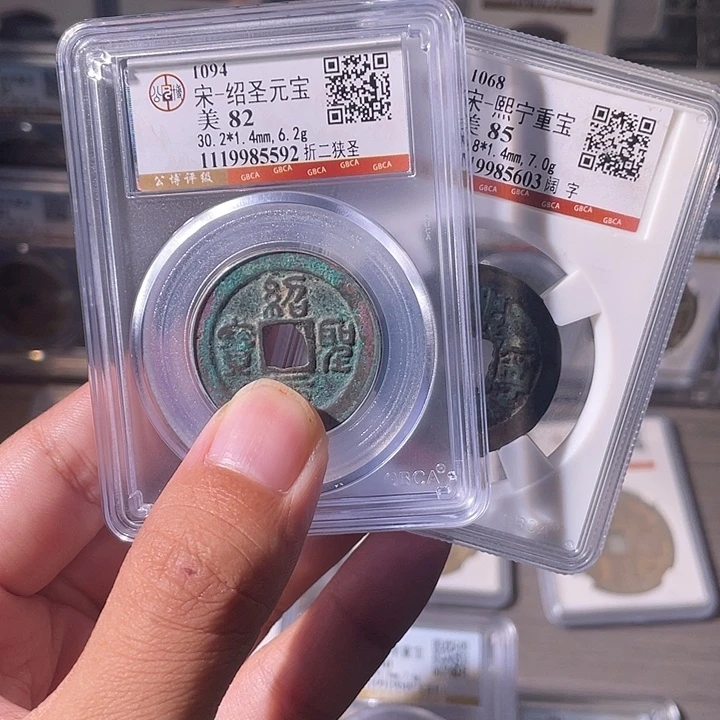 1094
宋-绍圣元宝
美 82
30.2*1.4mm, 6.2g
1119985592 折二狭圣
公博评级 GBCA GBCA GBCA GBCA
公博
紹
聖
寶
GBCA
1068
宋-熙宁重宝
美 85
8*1.4mm, 7.0g
19985603 阔 字
GBCA GBCA GBCA GBCA